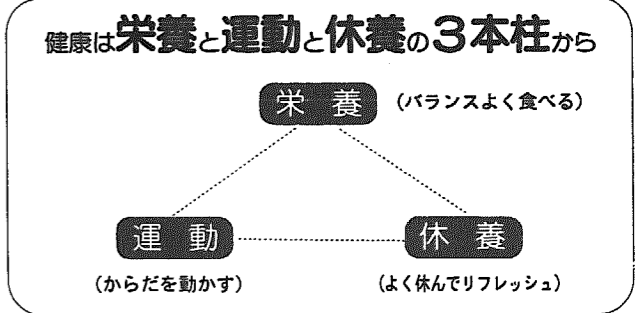 健康は栄養と運動と休養の3本柱から
栄 養 (バランスよく食べる)
運 動
休 養
(からだを動かす)
(よく休んでリフレッシュ)